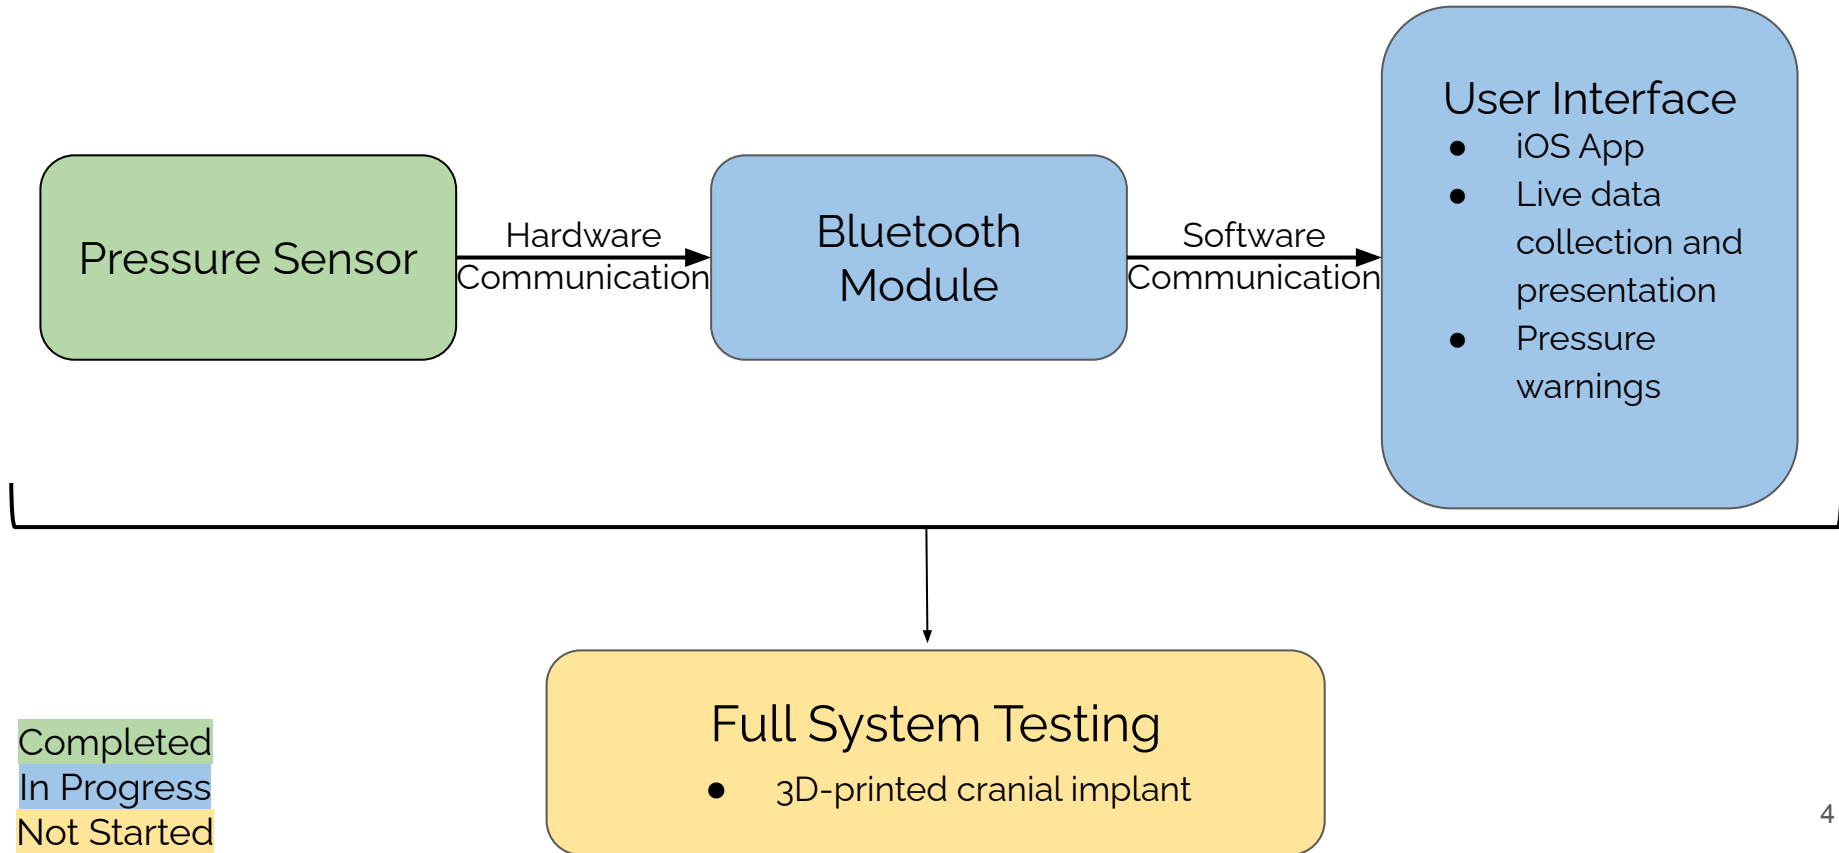 Pressure Sensor
Hardware
Communication
Bluetooth
Module
Software
Communication
User Interface
● iOS App
● Live data
collection and
presentation
● Pressure
warnings
Full System Testing
● 3D-printed cranial implant
Completed
In Progress
Not Started
4